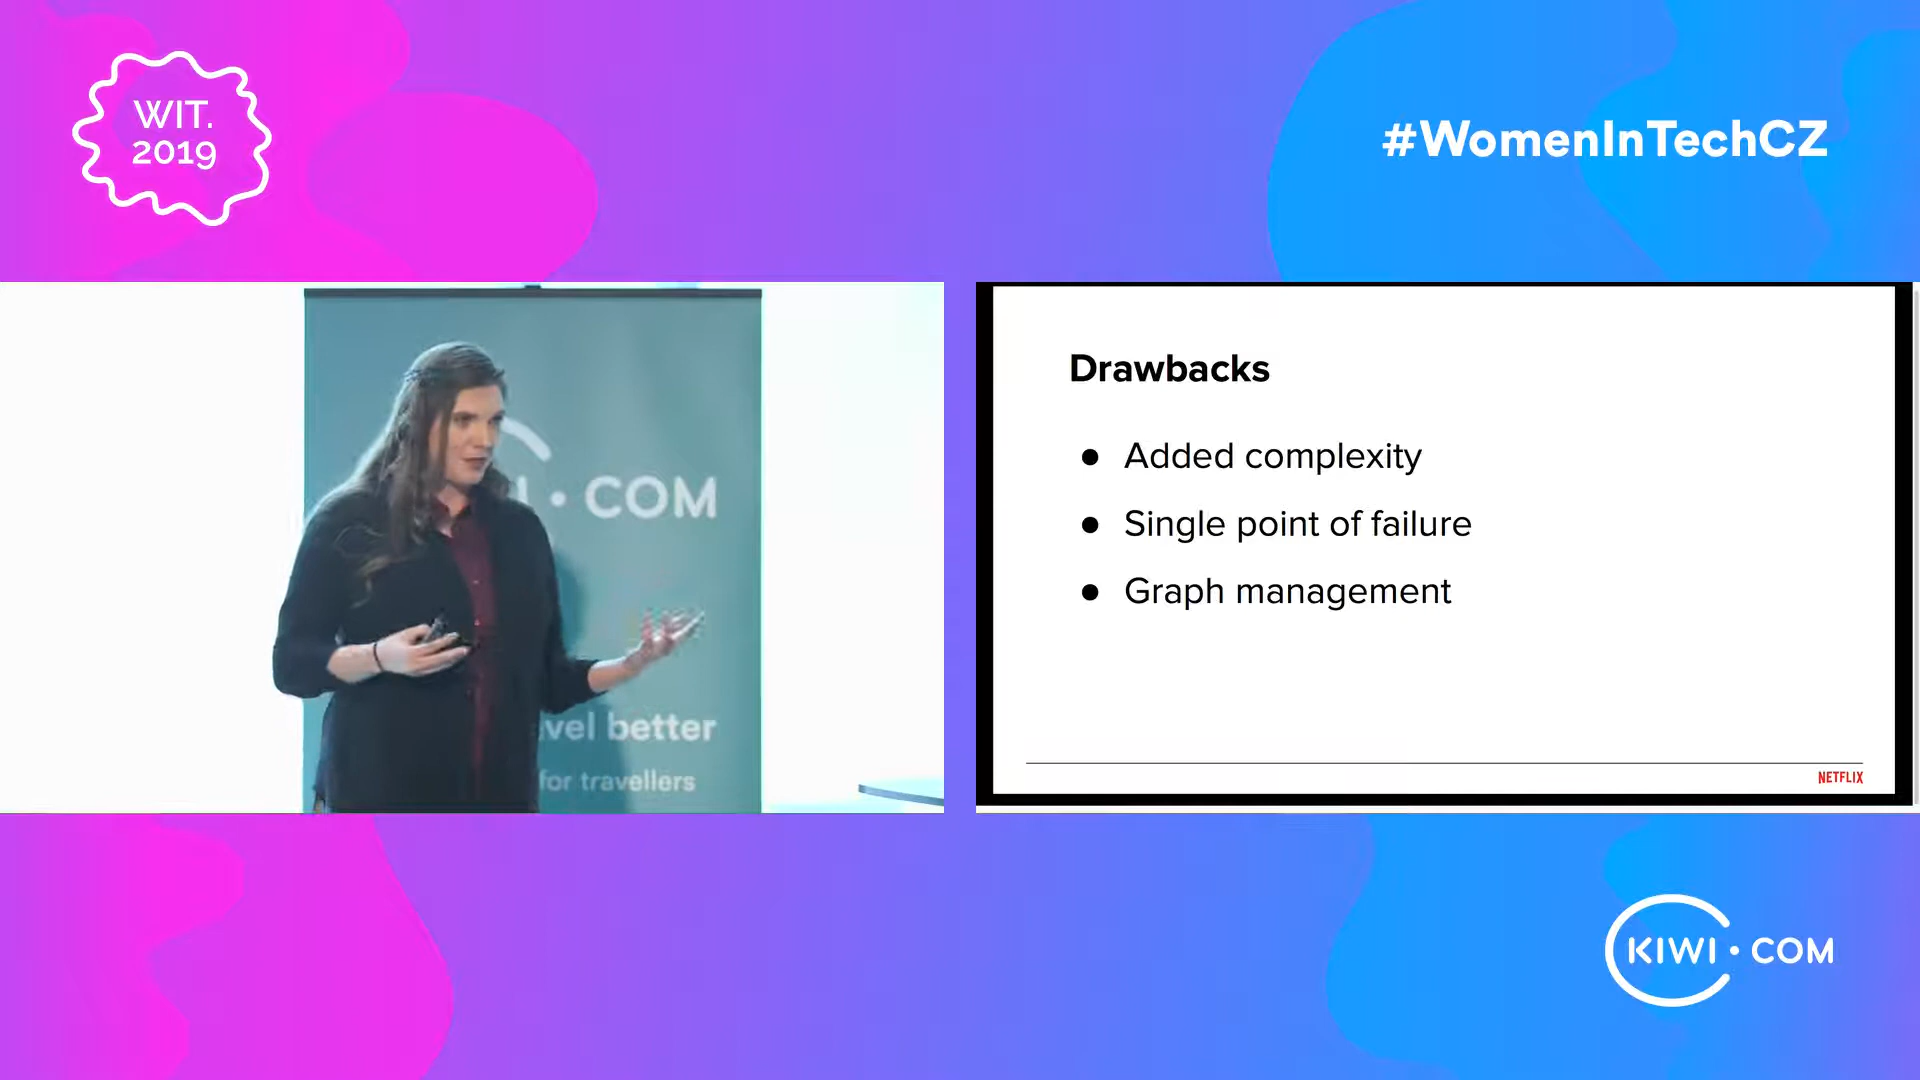 WIT.
2019
#WomenInTechCZ
· COM
better
for travellers
Drawbacks
● Added complexity
● Single point of failure
● Graph management
NETFLIX
KIWI · COM